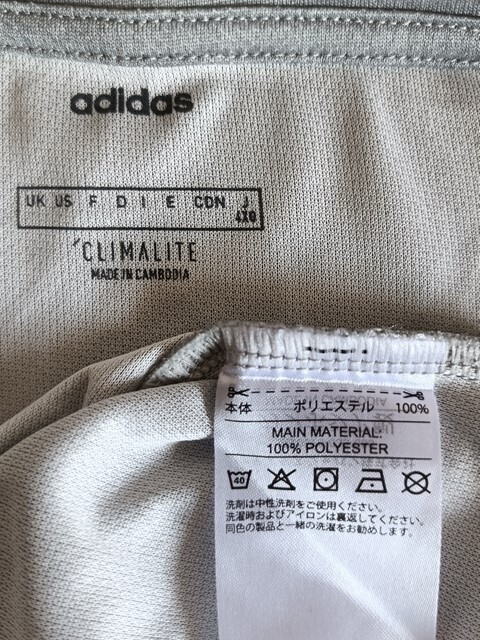 adidas
UK US F D I E CDN J
4XO
CLIMALITE
MADE IN CAMBODIA
本体 ポリエステル 100%
MAIN MATERIAL:
100% POLYESTER
40
洗剤は中性洗剤をご使用ください。
洗濯時およびアイロンは裏返してください。
同色の製品と一緒の洗濯をお勧めします。